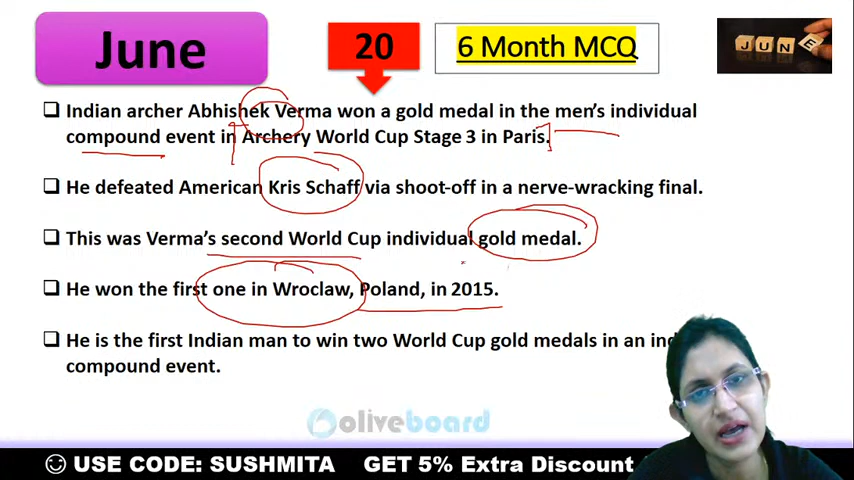 June
20
6 Month MCQ
JUNE
Indian archer Abhishek Verma won a gold medal in the men's individual
compound event in Archery World Cup Stage 3 in Paris.
He defeated American Kris Schaff via shoot-off in a nerve-wracking final.
This was Verma's second World Cup individual gold medal.
He won the first one in Wroclaw, Poland, in 2015.
He is the first Indian man to win two World Cup gold medals in an
compound event.
oliveboard
USE CODE: SUSHMITA GET 5% Extra Discount